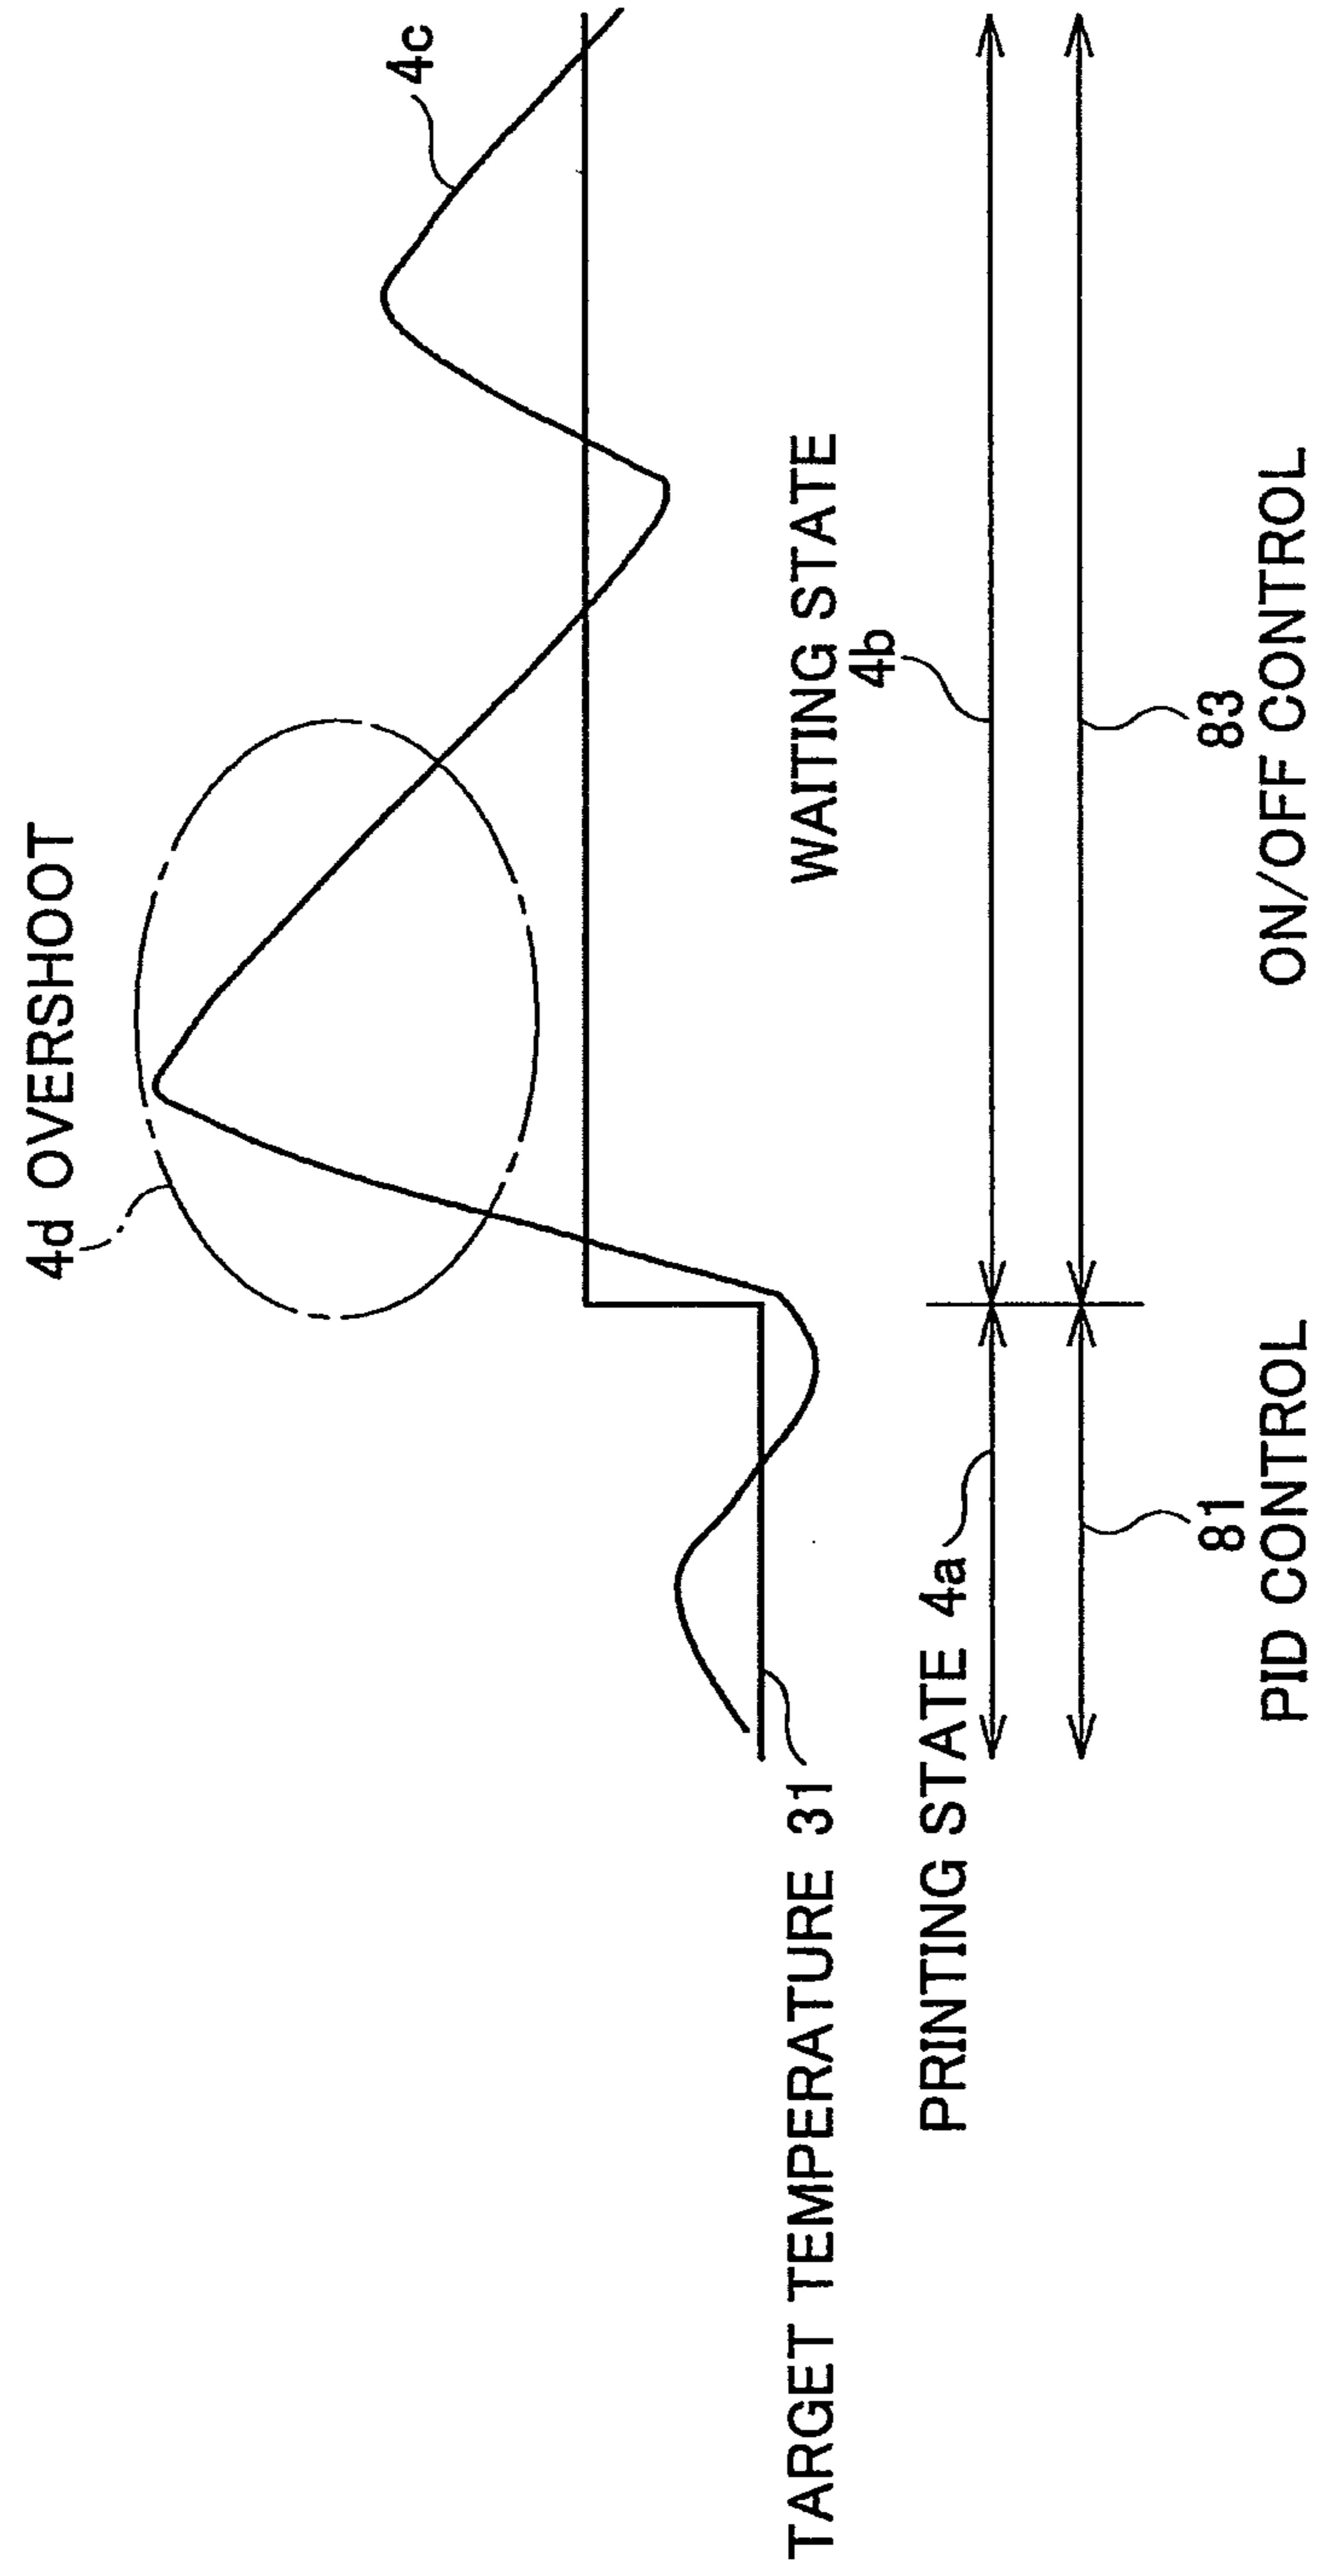 4d OVERSHOOT
4c
TARGET TEMPERATURE 31
WAITING STATE
4b
PRINTING STATE 4a
81
PID CONTROL
83
ON/OFF CONTROL